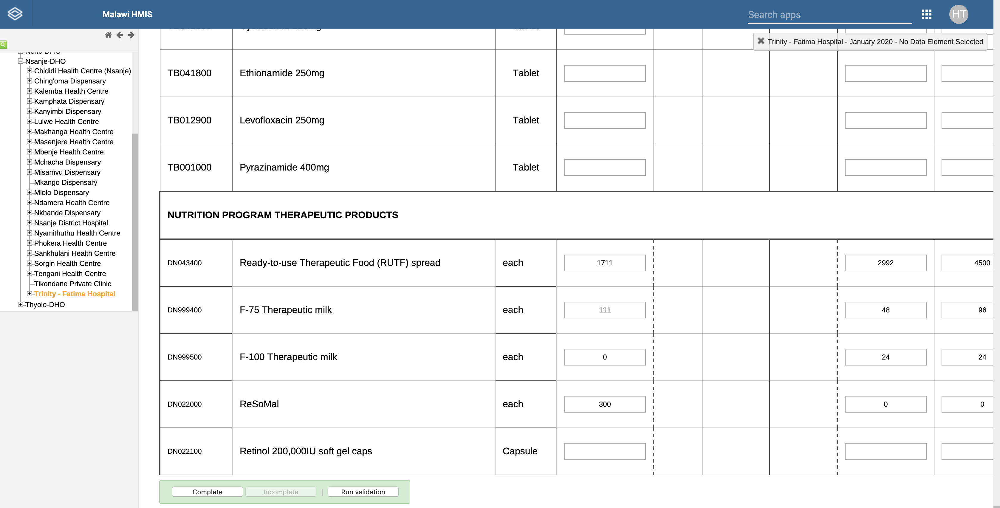 Malawi HMIS
Search apps
HT
Trinity - Fatima Hospital - January 2020 - No Data Element Selected
Nsanje-DHO
Chididi Health Centre (Nsanje)
Ching'oma Dispensary
Kalemba Health Centre
Kamphata Dispensary
Kanyimbi Dispensary
Lulwe Health Centre
Makhanga Health Centre
Masenjere Health Centre
Mbenje Health Centre
Mchacha Dispensary
Misamvu Dispensary
Mkango Dispensary
Mlolo Dispensary
Ndamera Health Centre
Nkhande Dispensary
Nsanje District Hospital
Nyamithuthu Health Centre
Phokera Health Centre
Sankhulani Health Centre
Sorgin Health Centre
Tengani Health Centre
Tikondane Private Clinic
Trinity - Fatima Hospital
Thyolo-DHO
TB041800 Ethionamide 250mg Tablet
TB012900 Levofloxacin 250mg Tablet
TB001000 Pyrazinamide 400mg Tablet
NUTRITION PROGRAM THERAPEUTIC PRODUCTS
DN043400 Ready-to-use Therapeutic Food (RUTF) spread each 1711 2992 4500
DN999400 F-75 Therapeutic milk each 111 48 96
DN999500 F-100 Therapeutic milk each 0 24 24
DN022000 ReSoMal each 300 0 0
DN022100 Retinol 200,000IU soft gel caps Capsule
Complete Incomplete | Run validation